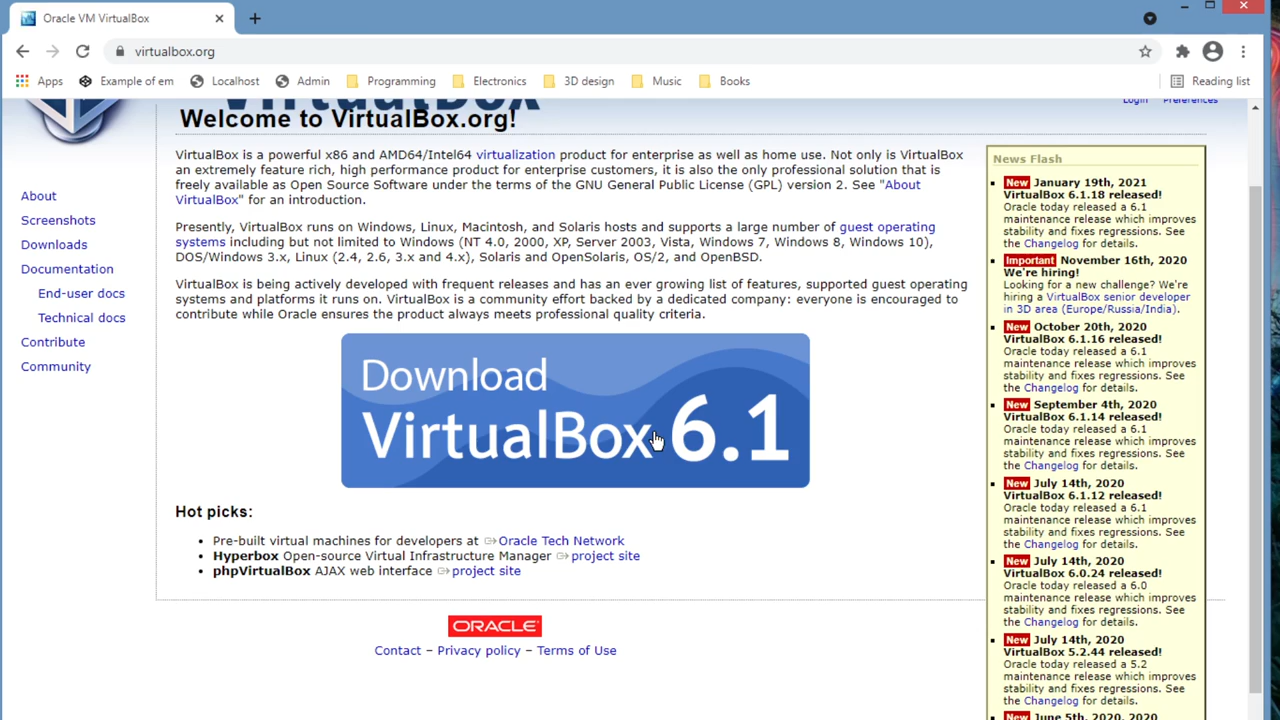 Oracle VM VirtualBox
virtualbox.org
Apps
Example of em
Localhost
Admin
Programming
Electronics
3D design
Music
Books
Reading list
VirtualBox
Login Preferences
Welcome to VirtualBox.org!
About
Screenshots
Downloads
Documentation
End-user docs
Technical docs
Contribute
Community
VirtualBox is a powerful x86 and AMD64/Intel64 virtualization product for enterprise as well as home use. Not only is VirtualBox
an extremely feature rich, high performance product for enterprise customers, it is also the only professional solution that is
freely available as Open Source Software under the terms of the GNU General Public License (GPL) version 2. See "About
VirtualBox" for an introduction.
Presently, VirtualBox runs on Windows, Linux, Macintosh, and Solaris hosts and supports a large number of guest operating
systems including but not limited to Windows (NT 4.0, 2000, XP, Server 2003, Vista, Windows 7, Windows 8, Windows 10),
DOS/Windows 3.x, Linux (2.4, 2.6, 3.x and 4.x), Solaris and OpenSolaris, OS/2, and OpenBSD.
VirtualBox is being actively developed with frequent releases and has an ever growing list of features, supported guest operating
systems and platforms it runs on. VirtualBox is a community effort backed by a dedicated company: everyone is encouraged to
contribute while Oracle ensures the product always meets professional quality criteria.
Download
VirtualBox 6.1
Hot picks:
• Pre-built virtual machines for developers at Oracle Tech Network
• Hyperbox Open-source Virtual Infrastructure Manager project site
• phpVirtualBox AJAX web interface project site
ORACLE
Contact – Privacy policy – Terms of Use
News Flash
New January 19th, 2021
VirtualBox 6.1.18 released!
Oracle today released a 6.1
maintenance release which improves
stability and fixes regressions. See
the Changelog for details.
Important November 16th, 2020
We're hiring!
Looking for a new challenge? We're
hiring a VirtualBox senior developer
in 3D area (Europe/Russia/India).
New October 20th, 2020
VirtualBox 6.1.16 released!
Oracle today released a 6.1
maintenance release which improves
stability and fixes regressions. See
the Changelog for details.
New September 4th, 2020
VirtualBox 6.1.14 released!
Oracle today released a 6.1
maintenance release which improves
stability and fixes regressions. See
the Changelog for details.
New July 14th, 2020
VirtualBox 6.1.12 released!
Oracle today released a 6.1
maintenance release which improves
stability and fixes regressions. See
the Changelog for details.
New July 14th, 2020
VirtualBox 6.0.24 released!
Oracle today released a 6.0
maintenance release which improves
stability and fixes regressions. See
the Changelog for details.
New July 14th, 2020
VirtualBox 5.2.44 released!
Oracle today released a 5.2
maintenance release which improves
stability and fixes regressions. See
the Changelog for details.
New June 5th, 2020, 2020